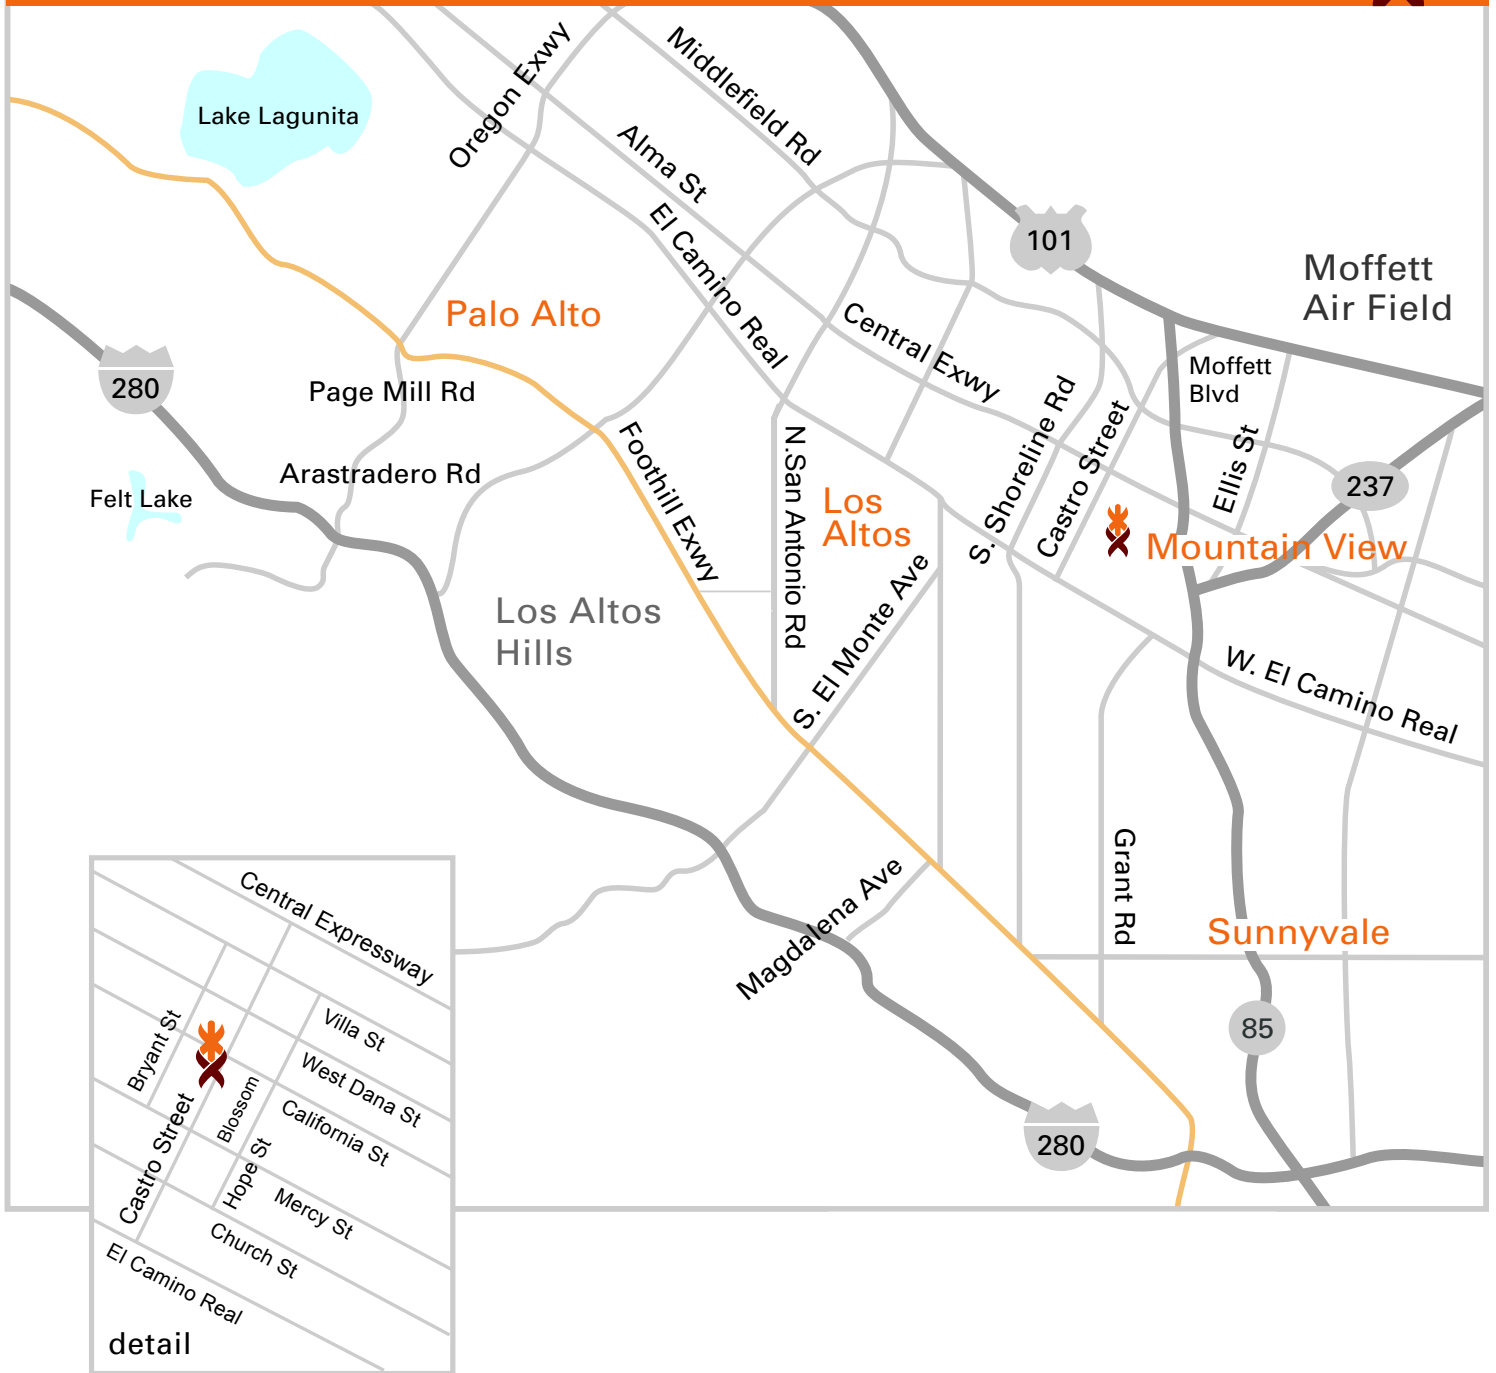 Lake Lagunita
Oregon Exwy
Middlefield Rd
Alma St
El Camino Real
101
Moffett
Air Field
Palo Alto
Central Exwy
280
Page Mill Rd
Moffett
Blvd
Arastradero Rd
Felt Lake
Foothill Exwy
N.San Antonio Rd
Los
Altos
S. Shoreline Rd
Castro Street
Ellis St
237
Mountain View
Los Altos
Hills
S. El Monte Ave
W. El Camino Real
Grant Rd
Magdalena Ave
Sunnyvale
85
280
Central Expressway
Bryant St
Villa St
West Dana St
Blossom
California St
Castro Street
Hope St
Mercy St
Church St
El Camino Real
detail